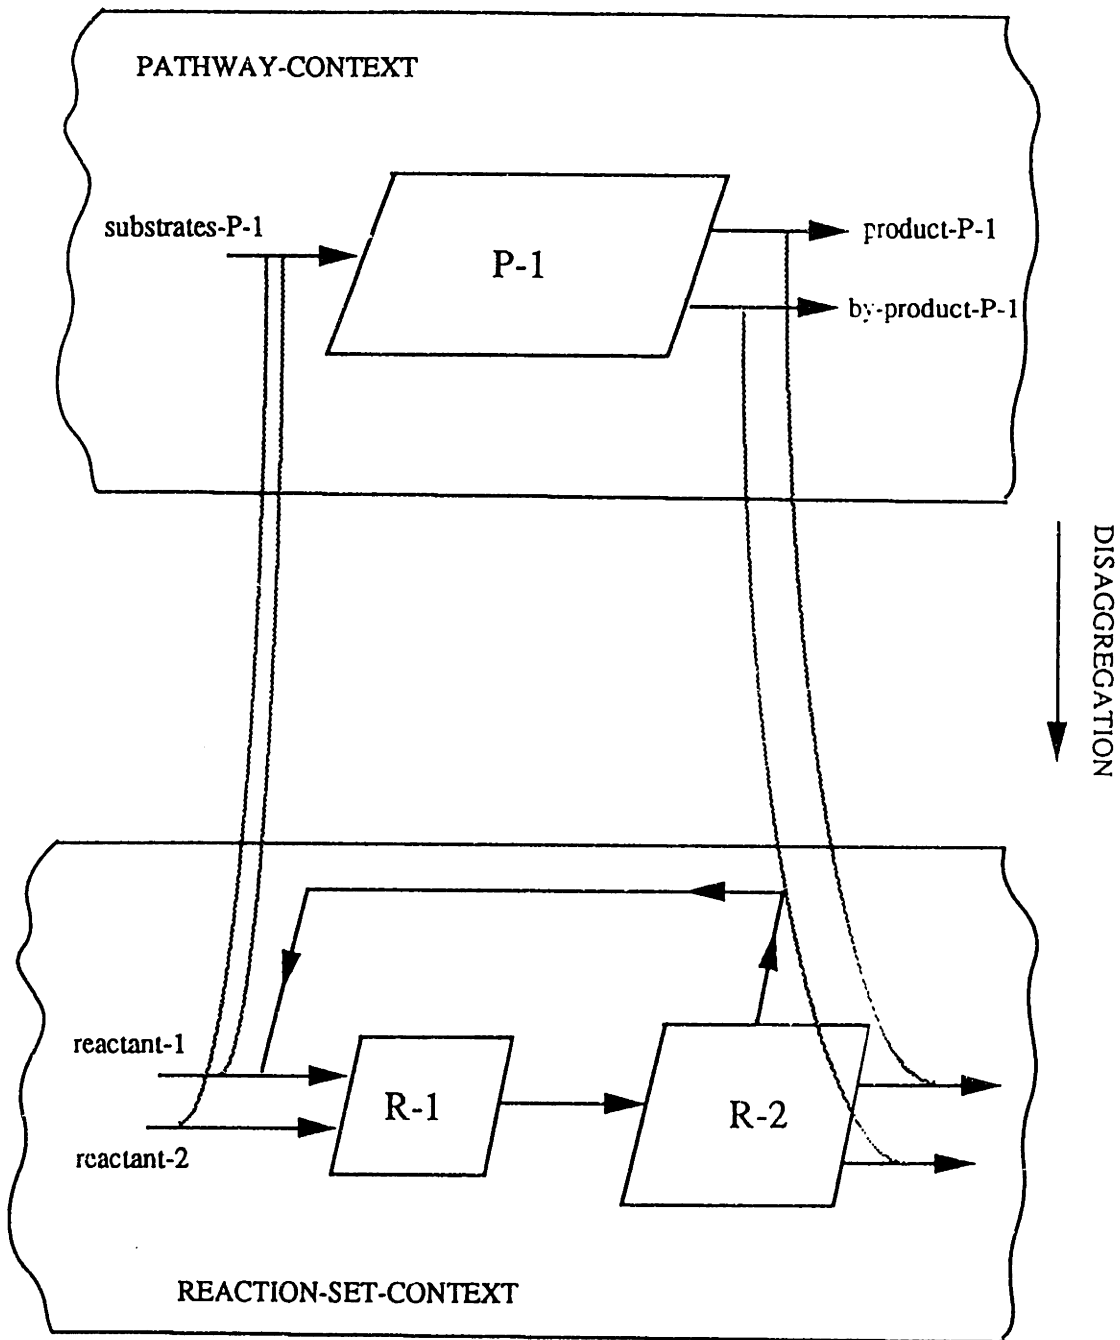 PATHWAY-CONTEXT
substrates-P-1
P-1
product-P-1
by-product-P-1
DISAGGREGATION
reactant-1
R-1
R-2
reactant-2
REACTION-SET-CONTEXT